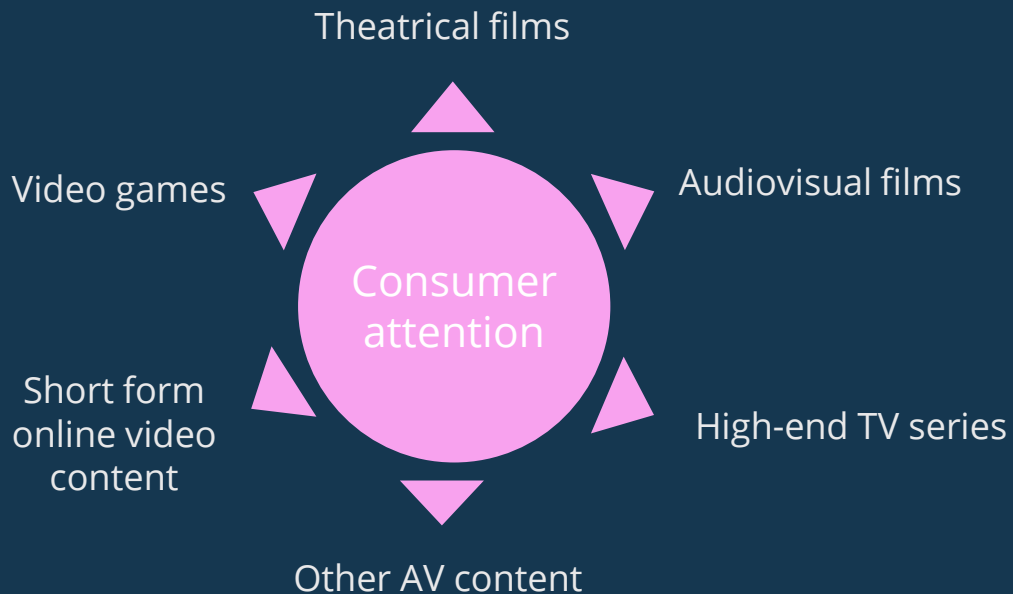 Theatrical films
Video games
Audiovisual films
Consumer
attention
Short form
online video
content
High-end TV series
Other AV content